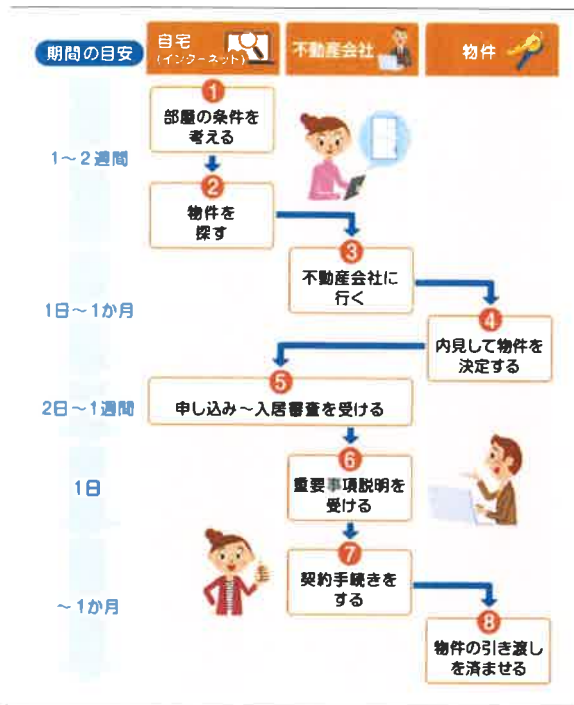 期間の目安
自宅
(インターネット)
不動産会社
物件
1
部屋の条件を
考える
1～2週間
2
物件を
探す
3
不動産会社に
行く
1日～1か月
4
内見して物件を
決定する
5
申し込み～入居審査を受ける
2日～1週間
6
重要事項説明を
受ける
1日
7
契約手続きを
する
～1か月
8
物件の引き渡し
を済ませる